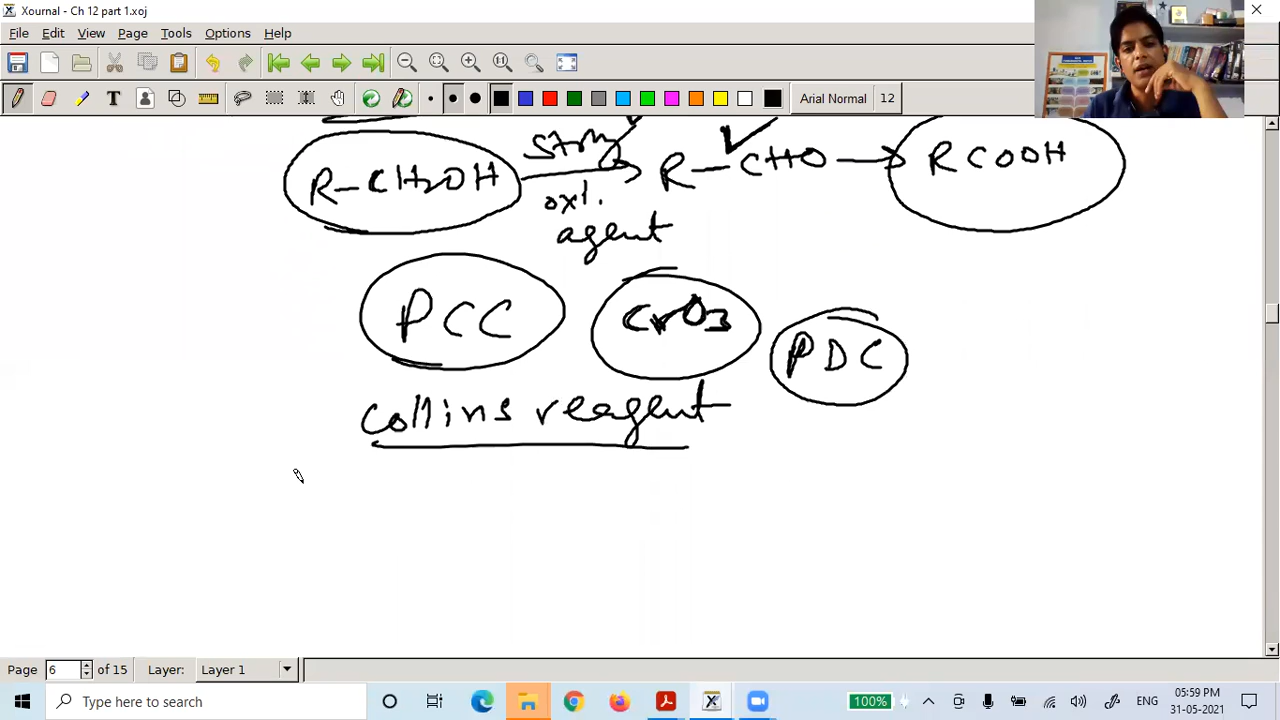 Xournal - Ch 12 part 1.xoj
File Edit View Page Tools Options Help
Arial Normal 12
R-CH2OH strong oxi. agent R-CHO → RCOOH
PCC CrO3 PDC
Collins reagent
Page 6 of 15 Layer: Layer 1
Type here to search
100%
ENG
05:59 PM
31-05-2021